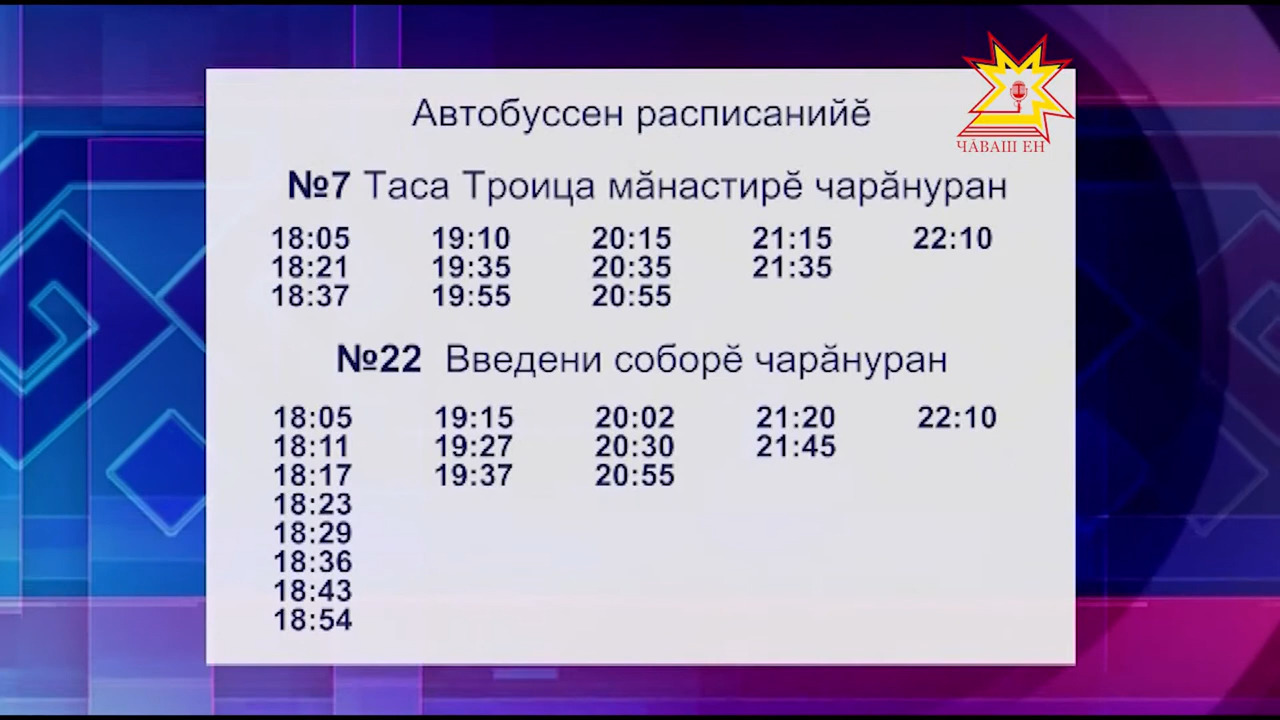 Автобуссен расписанийĕ
ЧĂВАШ ЕН
№7 Таса Троица мăнастирĕ чарăнуран
18:05 19:10 20:15 21:15 22:10
18:21 19:35 20:35 21:35
18:37 19:55 20:55
№22 Введени соборĕ чарăнуран
18:05 19:15 20:02 21:20 22:10
18:11 19:27 20:30 21:45
18:17 19:37 20:55
18:23
18:29
18:36
18:43
18:54